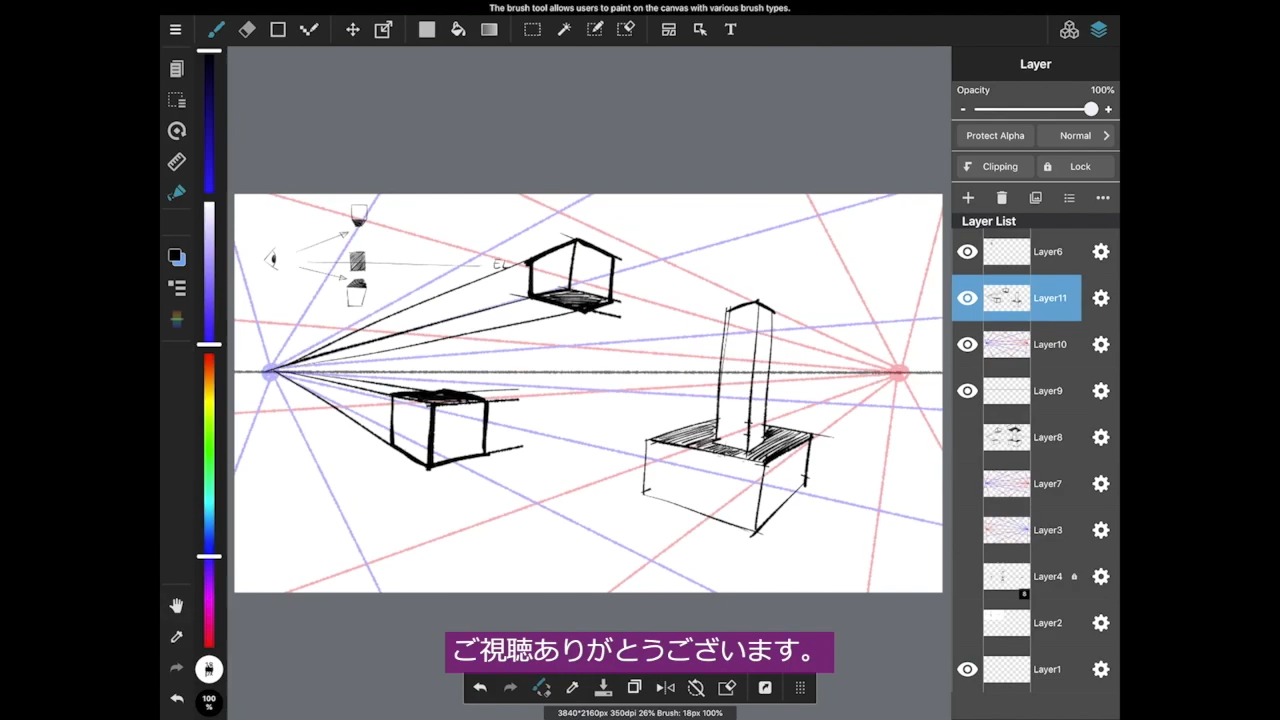 The brush tool allows users to paint on the canvas with various brush types.
T
Layer
Opacity
100%
Protect Alpha
Normal
Clipping
Lock
Layer List
Layer6
Layer11
Layer10
Layer9
Layer8
Layer7
Layer3
Layer4
8
Layer2
Layer1
EL
100
%
ご視聴ありがとうございます。
3840*2160px 350dpi 26% Brush: 18px 100%